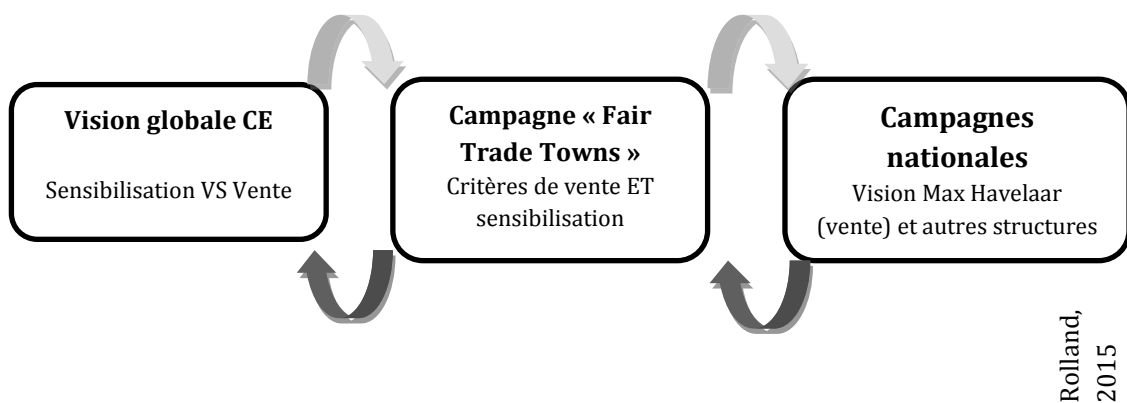 Vision globale CE
Sensibilisation VS Vente
Campagne « Fair
Trade Towns »
Critères de vente ET
sensibilisation
Campagnes
nationales
Vision Max Havelaar
(vente) et autres structures
Rolland,
2015